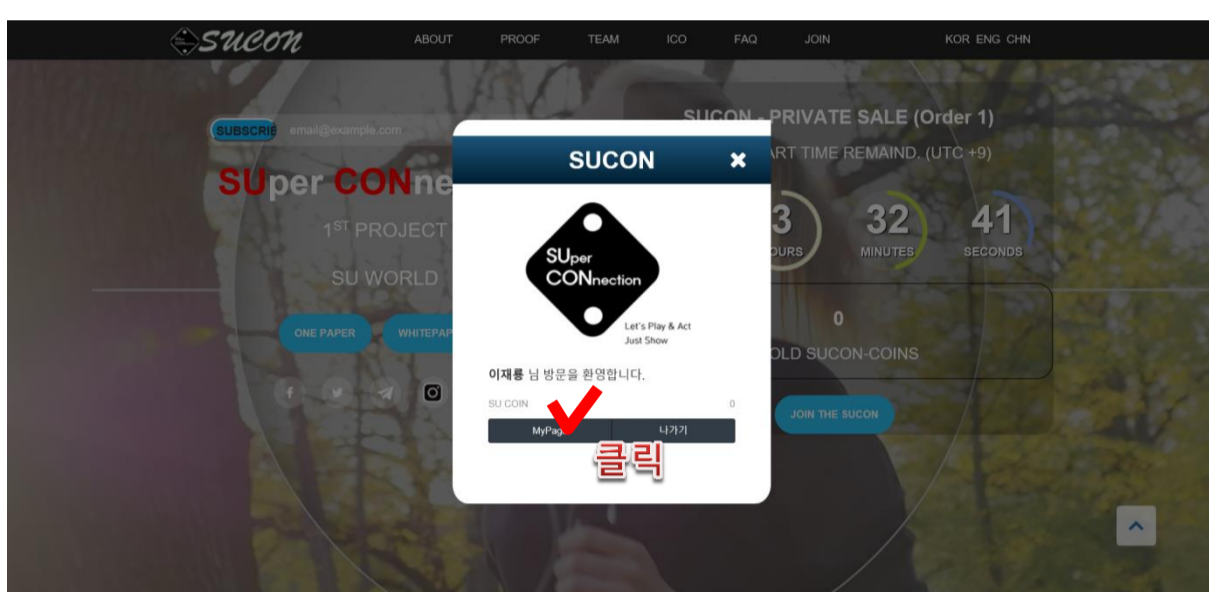 SUCON
ABOUT PROOF TEAM ICO FAQ JOIN KOR ENG CHN
SUBSCRIB email@example.com
SUper CONne
1ST PROJECT
SU WORLD
ONE PAPER WHITEPAP
SUCON
SUper
CONnection
Let's Play & Act
Just Show
이재룡 님 방문을 환영합니다.
SU COIN 0
MyPag 나가기
클릭
SUCON - PRIVATE SALE (Order 1)
ART TIME REMAIND. (UTC +9)
3 32 41
OURS MINUTES SECONDS
0
OLD SUCON-COINS
JOIN THE SUCON